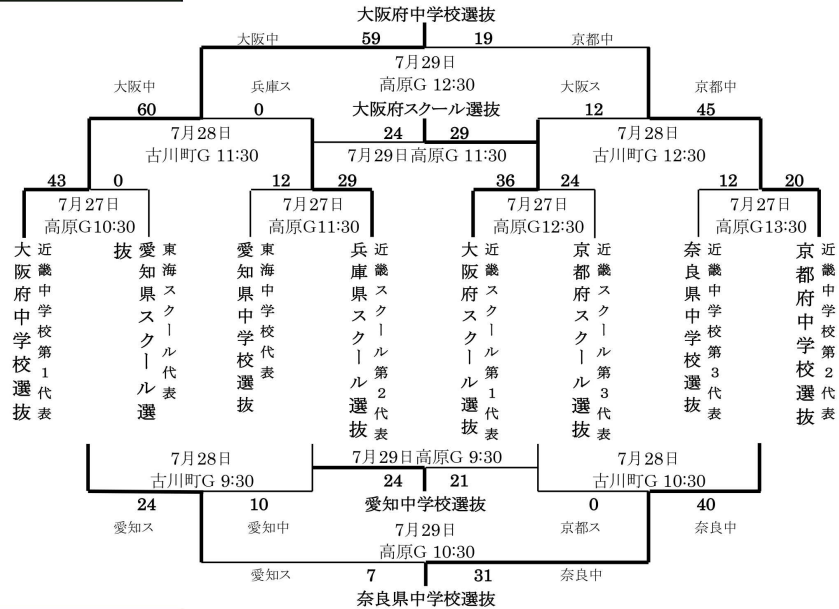 大阪府中学校選抜
大阪中 59 19 京都中
7月29日
高原G 12:30
大阪中 兵庫ス 大阪ス 京都中
60 0 大阪府スクール選抜 12 45
7月28日 24 29 7月28日
古川町G 11:30 7月29日高原G 11:30 古川町G 12:30
43 0 12 29 36 24 12 20
7月27日 7月27日 7月27日 7月27日
高原G10:30 高原G11:30 高原G12:30 高原G13:30
大阪府中学校選抜
近畿中学校第1代表
愛知県スクール選抜
東海スクール代表
愛知県中学校選抜
東海中学校代表
兵庫県スクール選抜
近畿スクール第2代表
大阪府スクール選抜
近畿スクール第1代表
京都府スクール選抜
近畿スクール第3代表
奈良県中学校選抜
近畿中学校第3代表
京都府中学校選抜
近畿中学校第2代表
7月28日 7月29日高原G 9:30 7月28日
古川町G 9:30 24 21 古川町G 10:30
24 10 愛知中学校選抜 0 40
愛知ス 愛知中 京都ス 奈良中
7月29日
高原G 10:30
愛知ス 7 31 奈良中
奈良県中学校選抜